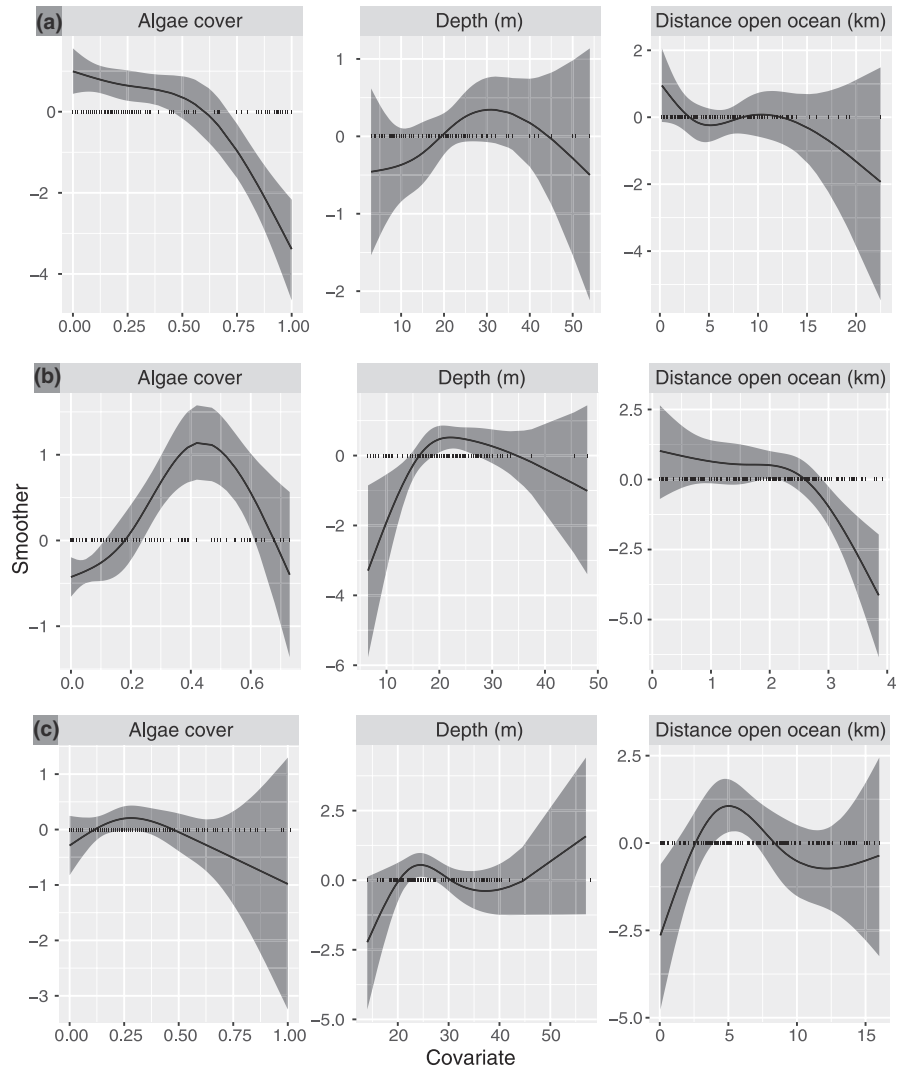 (a) Algae cover Depth (m) Distance open ocean (km)
0
−2
−4
0.00 0.25 0.50 0.75 1.00
1
0
−1
−2
10 20 30 40 50
2
0
−2
−4
0 5 10 15 20
(b) Algae cover Depth (m) Distance open ocean (km)
1
0
−1
0.0 0.2 0.4 0.6
0
−2
−4
−6
10 20 30 40 50
2.5
0.0
−2.5
−5.0
0 1 2 3 4
Smoother
(c) Algae cover Depth (m) Distance open ocean (km)
1
0
−1
−2
−3
0.00 0.25 0.50 0.75 1.00
2.5
0.0
−2.5
−5.0
20 30 40 50
2.5
0.0
−2.5
−5.0
0 5 10 15
Covariate